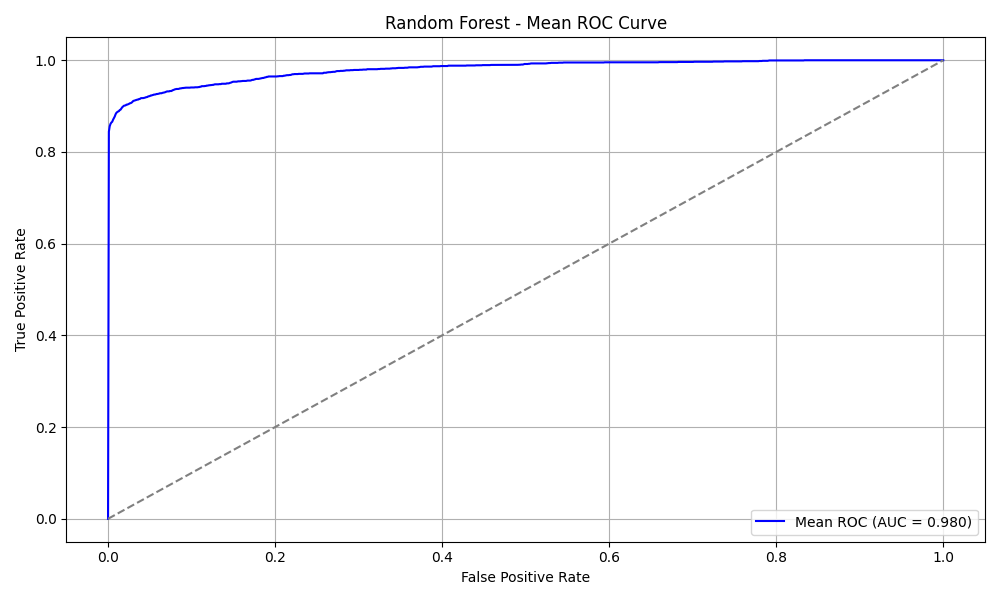 Random Forest - Mean ROC Curve
1.0
0.8
0.6
0.4
0.2
0.0
True Positive Rate
Mean ROC (AUC = 0.980)
0.0 0.2 0.4 0.6 0.8 1.0
False Positive Rate